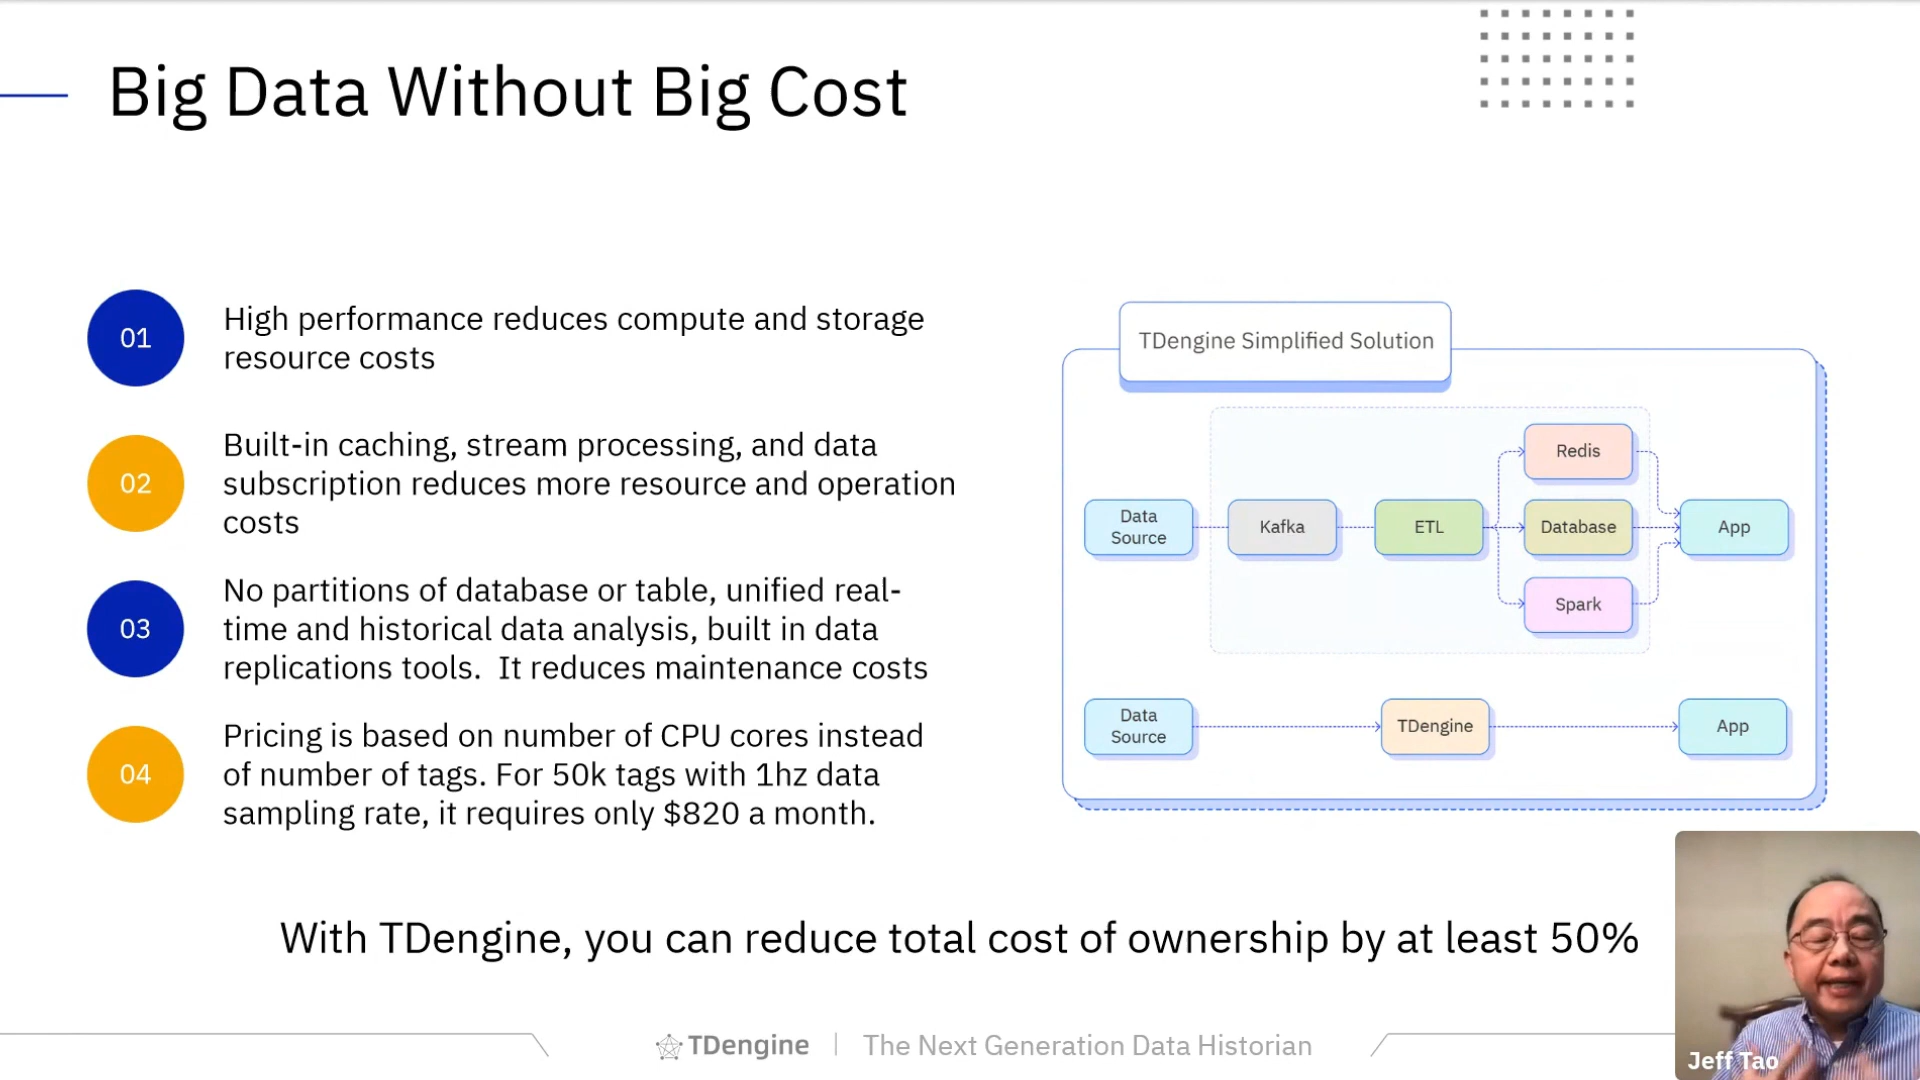 Big Data Without Big Cost
01
High performance reduces compute and storage
resource costs
02
Built-in caching, stream processing, and data
subscription reduces more resource and operation
costs
03
No partitions of database or table, unified real-
time and historical data analysis, built in data
replications tools.  It reduces maintenance costs
04
Pricing is based on number of CPU cores instead
of number of tags. For 50k tags with 1hz data
sampling rate, it requires only $820 a month.
TDengine Simplified Solution
Data
Source
Kafka
ETL
Redis
Database
Spark
App
Data
Source
TDengine
App
With TDengine, you can reduce total cost of ownership by at least 50%
TDengine | The Next Generation Data Historian
Jeff Tao